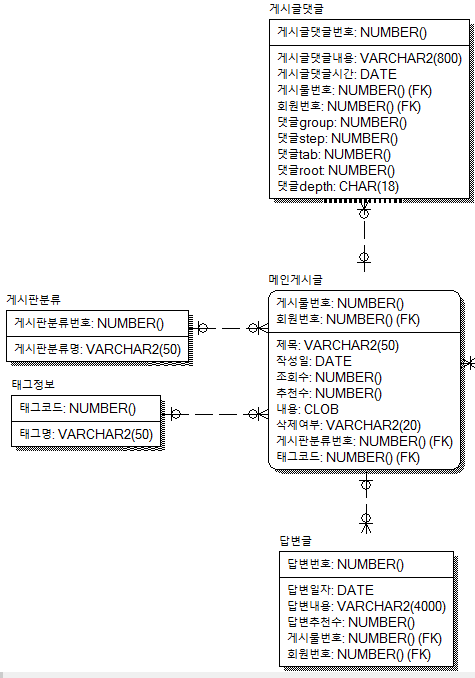 게시글댓글
게시글댓글번호: NUMBER()
게시글댓글내용: VARCHAR2(800)
게시글댓글시간: DATE
게시물번호: NUMBER() (FK)
회원번호: NUMBER() (FK)
댓글group: NUMBER()
댓글step: NUMBER()
댓글tab: NUMBER()
댓글root: NUMBER()
댓글depth: CHAR(18)
메인게시글
게시물번호: NUMBER()
회원번호: NUMBER() (FK)
제목: VARCHAR2(50)
작성일: DATE
조회수: NUMBER()
추천수: NUMBER()
내용: CLOB
삭제여부: VARCHAR2(20)
게시판분류번호: NUMBER() (FK)
태그코드: NUMBER() (FK)
게시판분류
게시판분류번호: NUMBER()
게시판분류명: VARCHAR2(50)
태그정보
태그코드: NUMBER()
태그명: VARCHAR2(50)
답변글
답변번호: NUMBER()
답변일자: DATE
답변내용: VARCHAR2(4000)
답변추천수: NUMBER()
게시물번호: NUMBER() (FK)
회원번호: NUMBER() (FK)